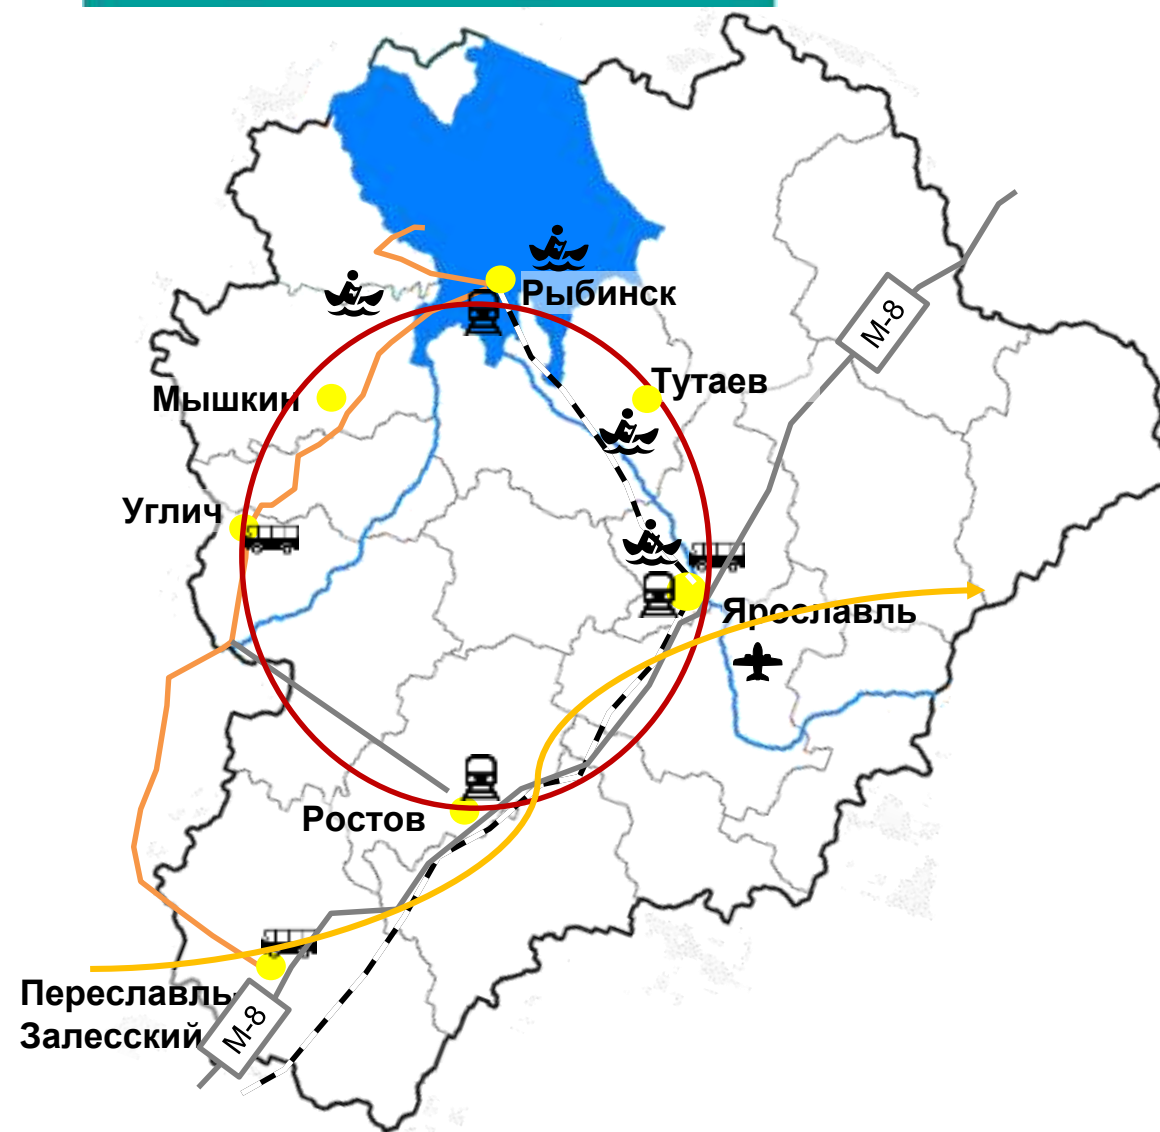 Рыбинск
М-8
Тутаев
Мышкин
Углич
Ярославль
Ростов
Переславль-
Залесский
М-8